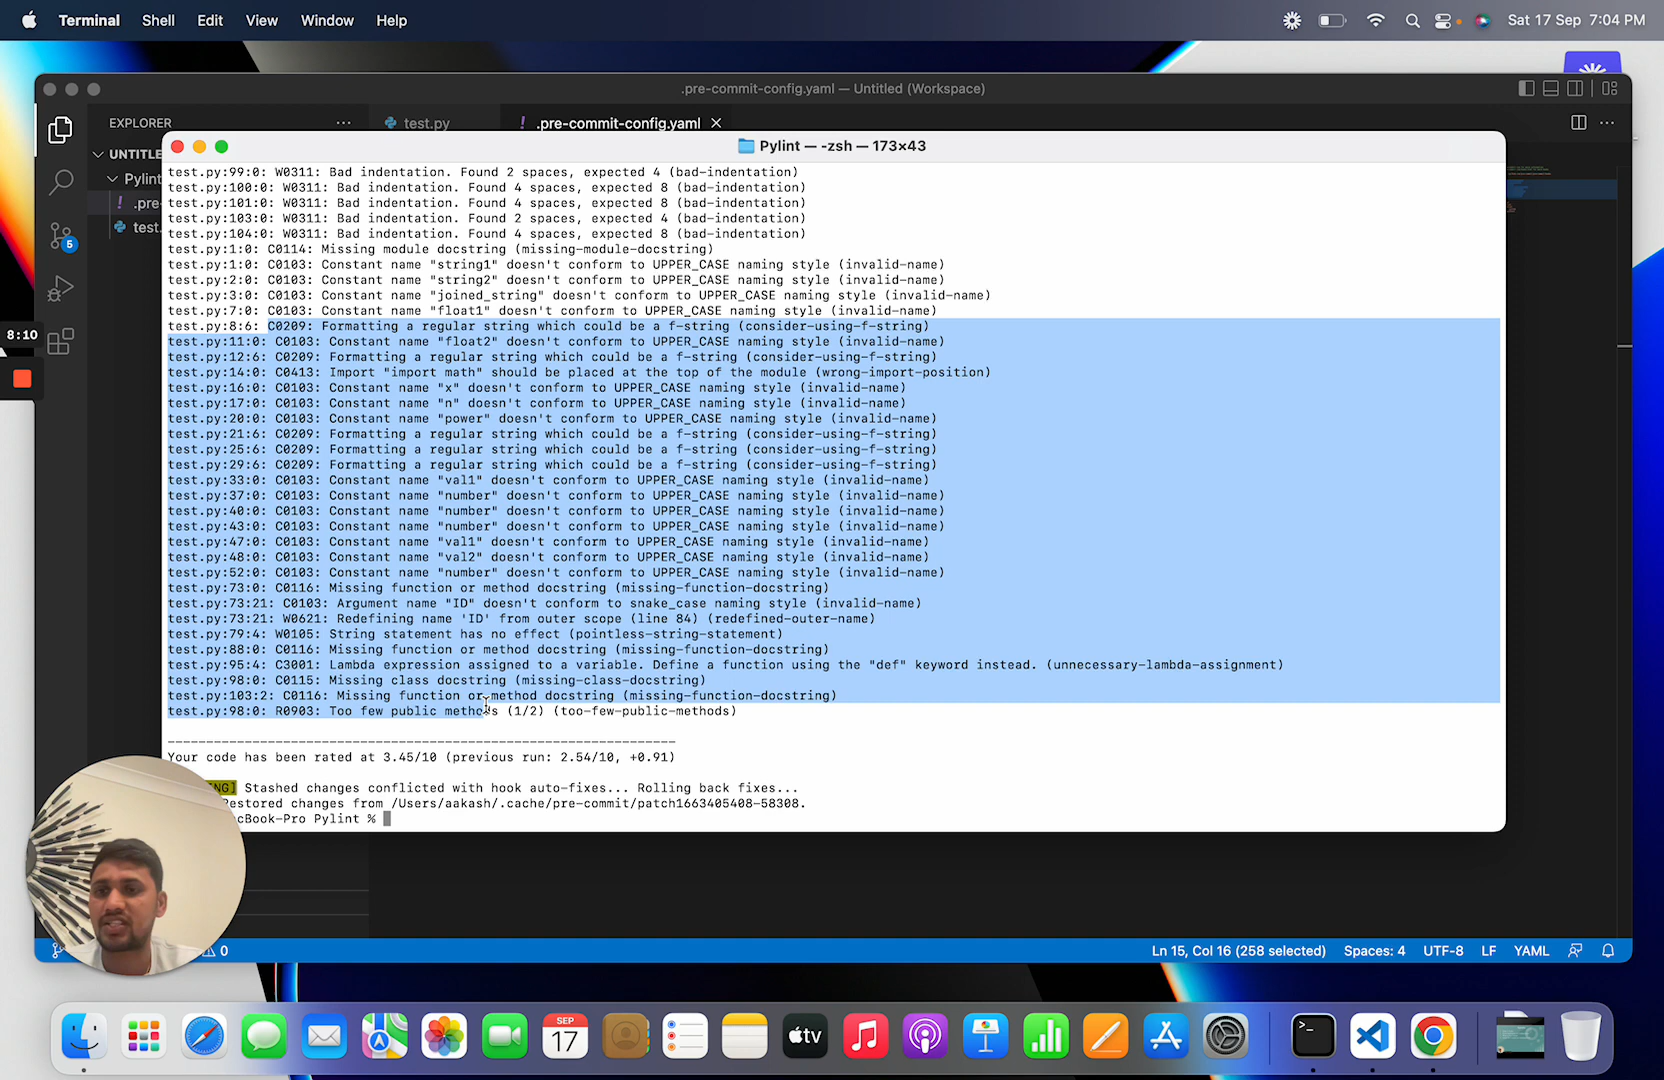 Terminal Shell Edit View Window Help Sat 17 Sep 7:04 PM
.pre-commit-config.yaml — Untitled (Workspace)
EXPLORER ··· test.py ! .pre-commit-config.yaml ×
UNTITLE
Pylint
! .pre-
test.
5
8:10
Pylint — -zsh — 173×43
test.py:99:0: W0311: Bad indentation. Found 2 spaces, expected 4 (bad-indentation)
test.py:100:0: W0311: Bad indentation. Found 4 spaces, expected 8 (bad-indentation)
test.py:101:0: W0311: Bad indentation. Found 4 spaces, expected 8 (bad-indentation)
test.py:103:0: W0311: Bad indentation. Found 2 spaces, expected 4 (bad-indentation)
test.py:104:0: W0311: Bad indentation. Found 4 spaces, expected 8 (bad-indentation)
test.py:1:0: C0114: Missing module docstring (missing-module-docstring)
test.py:1:0: C0103: Constant name "string1" doesn't conform to UPPER_CASE naming style (invalid-name)
test.py:2:0: C0103: Constant name "string2" doesn't conform to UPPER_CASE naming style (invalid-name)
test.py:3:0: C0103: Constant name "joined_string" doesn't conform to UPPER_CASE naming style (invalid-name)
test.py:7:0: C0103: Constant name "float1" doesn't conform to UPPER_CASE naming style (invalid-name)
test.py:8:6: C0209: Formatting a regular string which could be a f-string (consider-using-f-string)
test.py:11:0: C0103: Constant name "float2" doesn't conform to UPPER_CASE naming style (invalid-name)
test.py:12:6: C0209: Formatting a regular string which could be a f-string (consider-using-f-string)
test.py:14:0: C0413: Import "import math" should be placed at the top of the module (wrong-import-position)
test.py:16:0: C0103: Constant name "x" doesn't conform to UPPER_CASE naming style (invalid-name)
test.py:17:0: C0103: Constant name "n" doesn't conform to UPPER_CASE naming style (invalid-name)
test.py:20:0: C0103: Constant name "power" doesn't conform to UPPER_CASE naming style (invalid-name)
test.py:21:6: C0209: Formatting a regular string which could be a f-string (consider-using-f-string)
test.py:25:6: C0209: Formatting a regular string which could be a f-string (consider-using-f-string)
test.py:29:6: C0209: Formatting a regular string which could be a f-string (consider-using-f-string)
test.py:33:0: C0103: Constant name "val1" doesn't conform to UPPER_CASE naming style (invalid-name)
test.py:37:0: C0103: Constant name "number" doesn't conform to UPPER_CASE naming style (invalid-name)
test.py:40:0: C0103: Constant name "number" doesn't conform to UPPER_CASE naming style (invalid-name)
test.py:43:0: C0103: Constant name "number" doesn't conform to UPPER_CASE naming style (invalid-name)
test.py:47:0: C0103: Constant name "val1" doesn't conform to UPPER_CASE naming style (invalid-name)
test.py:48:0: C0103: Constant name "val2" doesn't conform to UPPER_CASE naming style (invalid-name)
test.py:52:0: C0103: Constant name "number" doesn't conform to UPPER_CASE naming style (invalid-name)
test.py:73:0: C0116: Missing function or method docstring (missing-function-docstring)
test.py:73:21: C0103: Argument name "ID" doesn't conform to snake_case naming style (invalid-name)
test.py:73:21: W0621: Redefining name 'ID' from outer scope (line 84) (redefined-outer-name)
test.py:79:4: W0105: String statement has no effect (pointless-string-statement)
test.py:88:0: C0116: Missing function or method docstring (missing-function-docstring)
test.py:95:4: C3001: Lambda expression assigned to a variable. Define a function using the "def" keyword instead. (unnecessary-lambda-assignment)
test.py:98:0: C0115: Missing class docstring (missing-class-docstring)
test.py:103:2: C0116: Missing function or method docstring (missing-function-docstring)
test.py:98:0: R0903: Too few public methods (1/2) (too-few-public-methods)
------------------------------------------------------------------
Your code has been rated at 3.45/10 (previous run: 2.54/10, +0.91)
NG] Stashed changes conflicted with hook auto-fixes... Rolling back fixes...
estored changes from /Users/aakash/.cache/pre-commit/patch1663405408-58308.
cBook-Pro Pylint %
0 Ln 15, Col 16 (258 selected) Spaces: 4 UTF-8 LF YAML
SEP
17
tv
>_